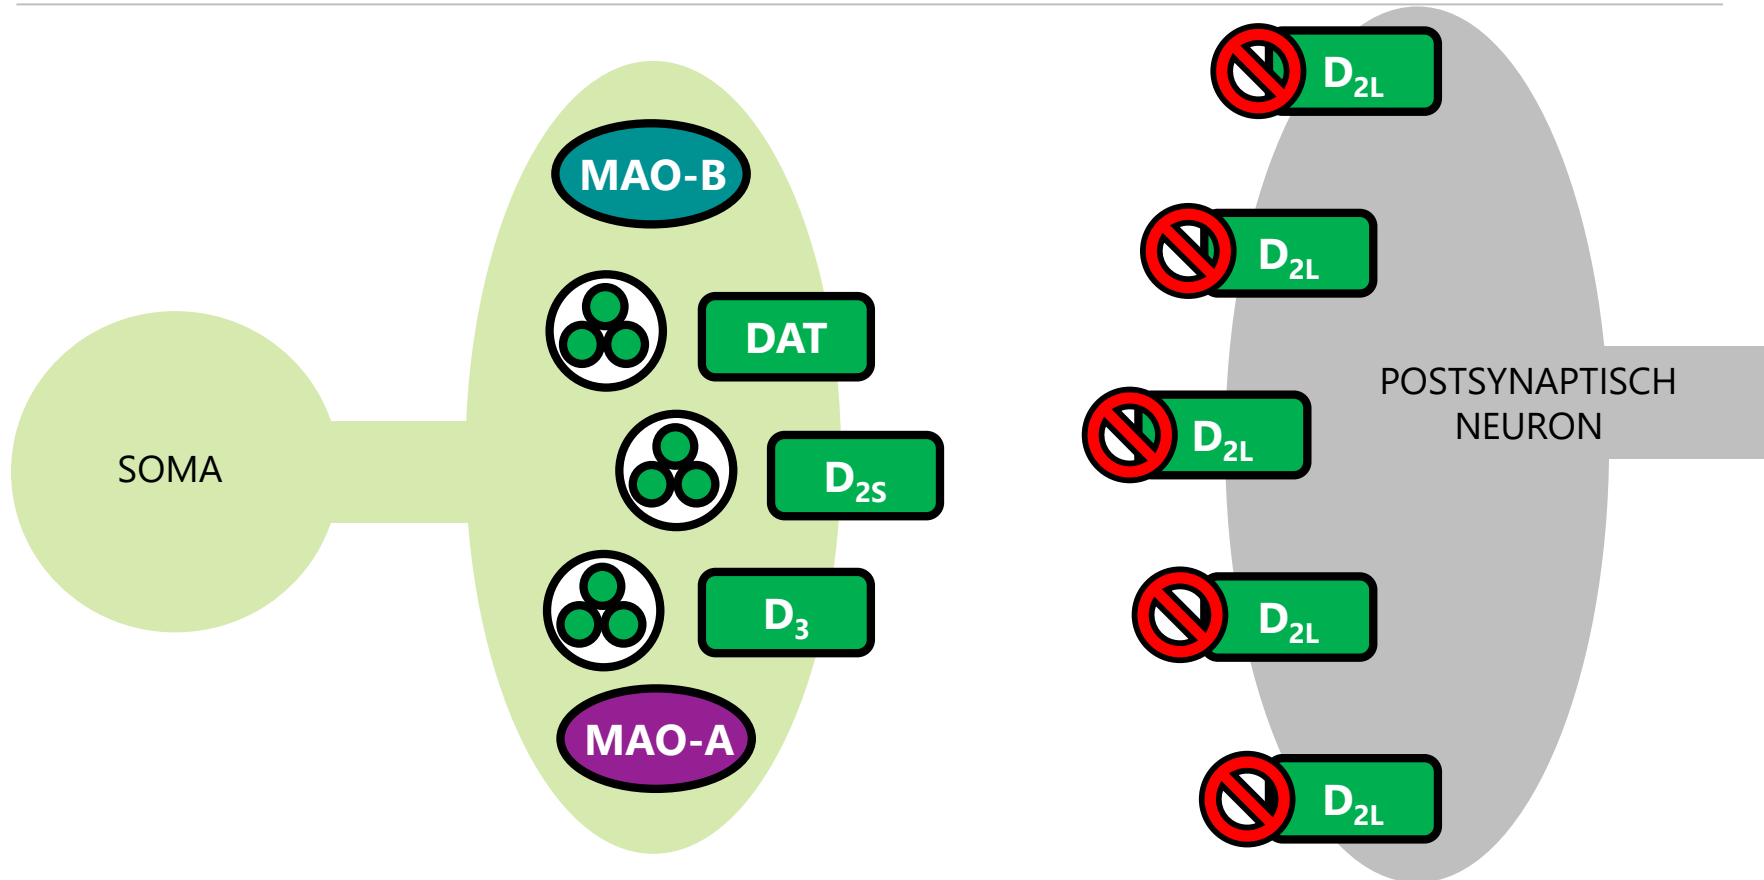 D2L
MAO-B
D2L
DAT
POSTSYNAPTISCH
NEURON
D2L
SOMA
D2S
D3
D2L
MAO-A
D2L